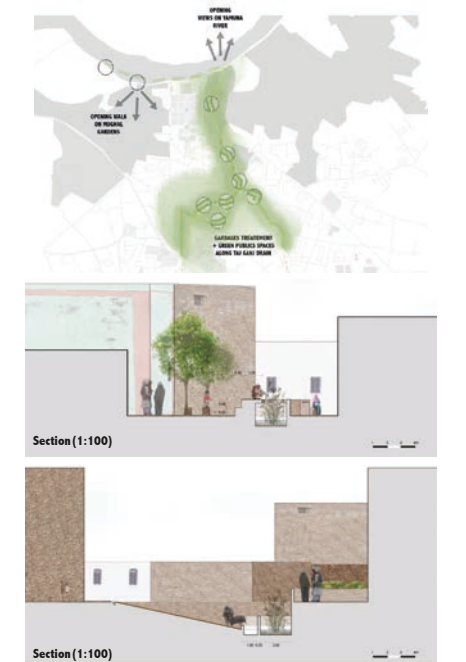 OPENING
VIEWS ON YAMUNA
RIVER
OPENING WALK
ON MUGHAL
GARDENS
GARBAGES TREATEMENT
+ GREEN PUBLICS SPACES
ALONG TAJ GANJ DRAIN
Section (1:100)
Section (1:100)